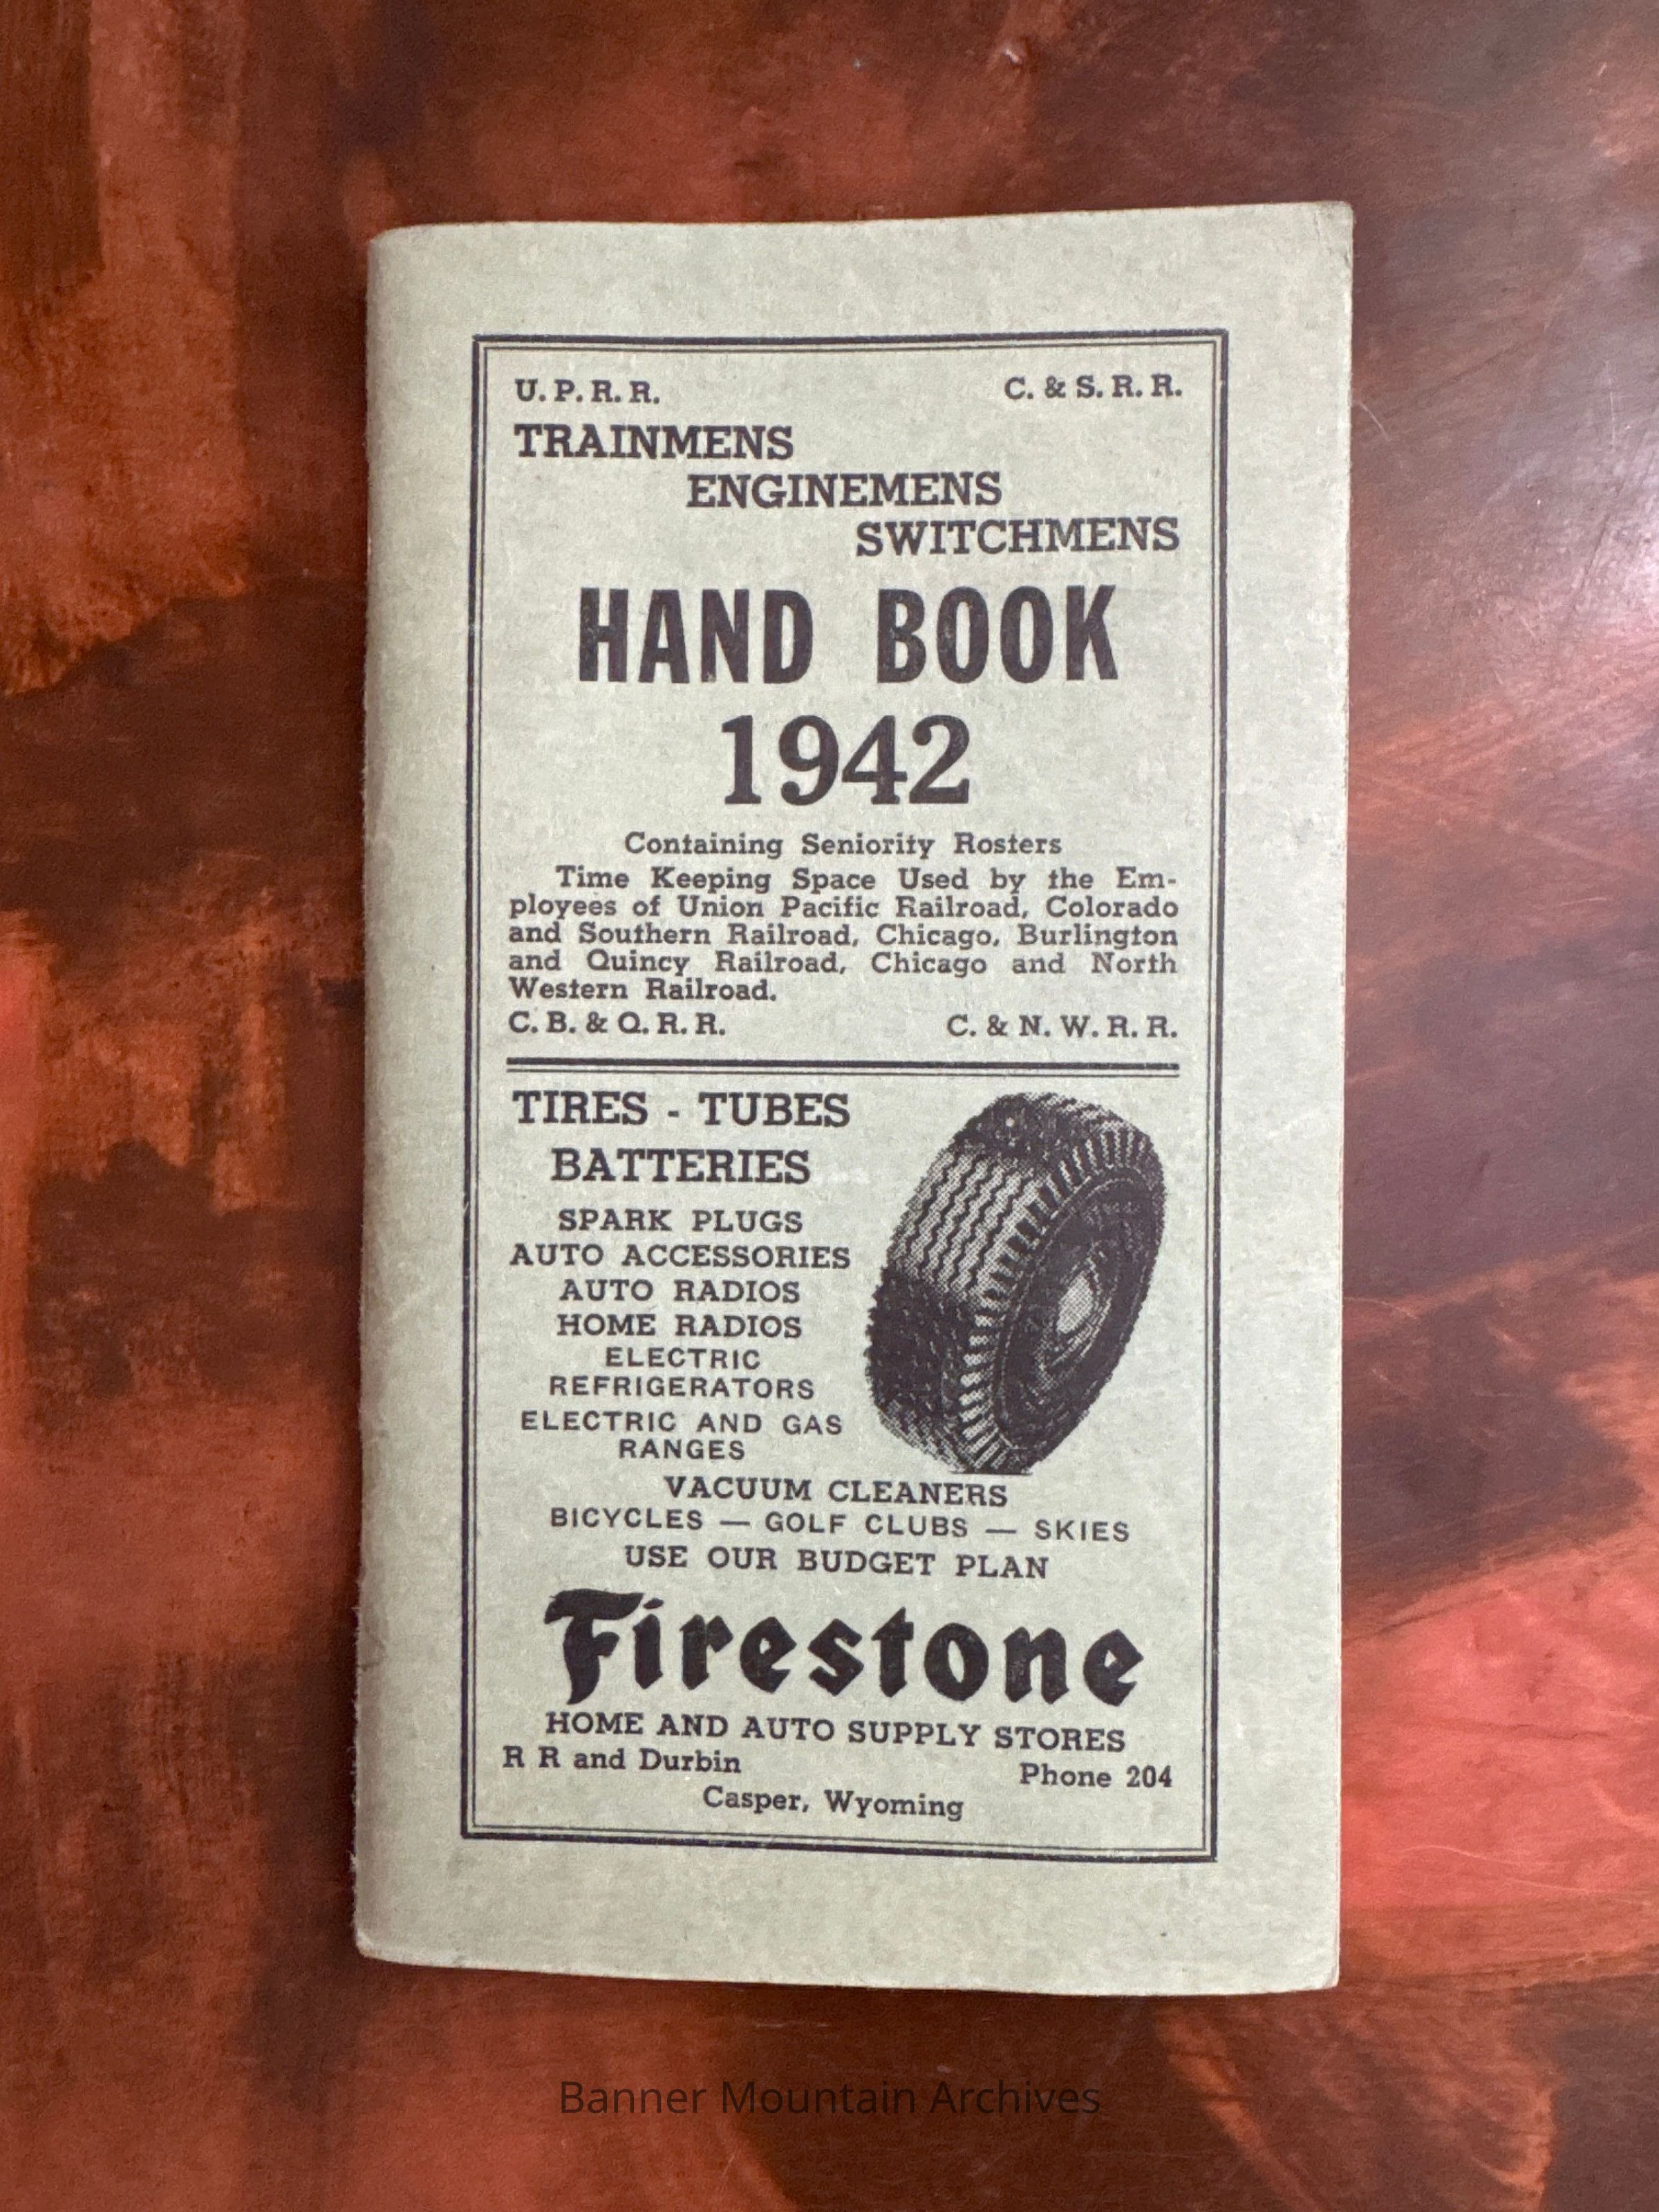 U. P. R. R. C. & S. R. R.
TRAINMENS
ENGINEMENS
SWITCHMENS
HAND BOOK
1942
Containing Seniority Rosters
Time Keeping Space Used by the Em-
ployees of Union Pacific Railroad, Colorado
and Southern Railroad, Chicago, Burlington
and Quincy Railroad, Chicago and North
Western Railroad.
C. B. & Q. R. R. C. & N. W. R. R.
TIRES - TUBES
BATTERIES
SPARK PLUGS
AUTO ACCESSORIES
AUTO RADIOS
HOME RADIOS
ELECTRIC
REFRIGERATORS
ELECTRIC AND GAS
RANGES
VACUUM CLEANERS
BICYCLES — GOLF CLUBS — SKIES
USE OUR BUDGET PLAN
Firestone
HOME AND AUTO SUPPLY STORES
R R and Durbin Phone 204
Casper, Wyoming
Banner Mountain Archives